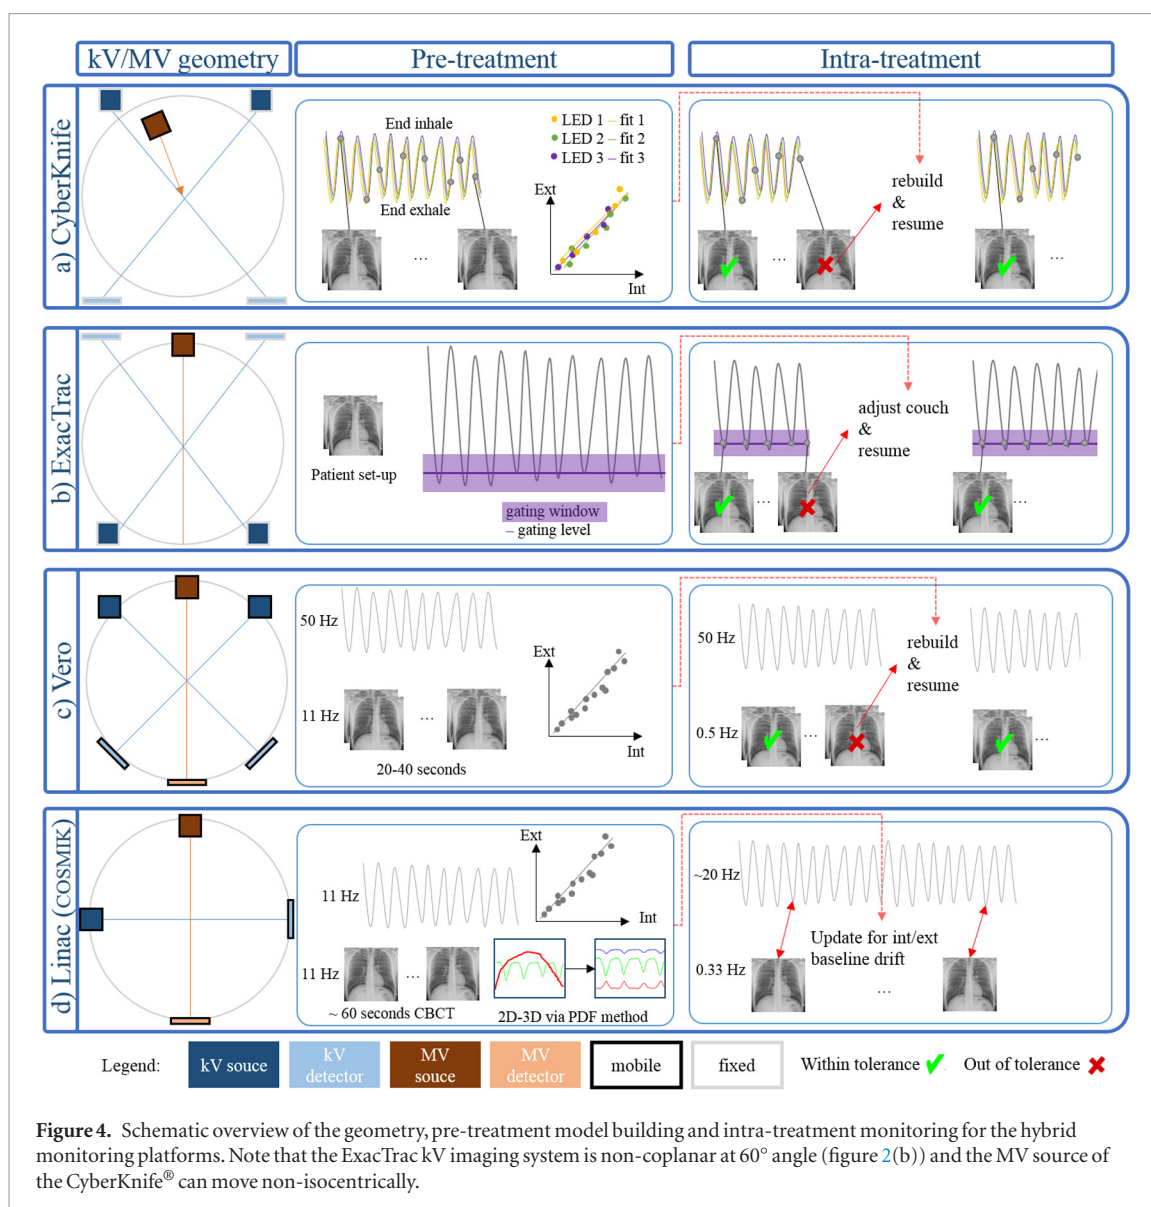 kV/MV geometry
Pre-treatment
Intra-treatment
a) CyberKnife
End inhale
End exhale
LED 1 – fit 1
LED 2 – fit 2
LED 3 – fit 3
Ext
Int
...
...
rebuild
&
resume
...
b) ExacTrac
Patient set-up
gating window
– gating level
...
adjust couch
&
resume
...
c) Vero
50 Hz
11 Hz
...
20-40 seconds
Ext
Int
50 Hz
0.5 Hz
...
rebuild
&
resume
...
d) Linac (COSMIK)
11 Hz
Ext
Int
11 Hz
...
~ 60 seconds CBCT
2D-3D via PDF method
~20 Hz
Update for int/ext
baseline drift
0.33 Hz
...
Legend:
kV souce
kV
detector
MV
souce
MV
detector
mobile
fixed
Within tolerance
Out of tolerance
Figure 4. Schematic overview of the geometry, pre-treatment model building and intra-treatment monitoring for the hybrid
monitoring platforms. Note that the ExacTrac kV imaging system is non-coplanar at 60° angle (figure 2(b)) and the MV source of
the CyberKnife® can move non-isocentrically.